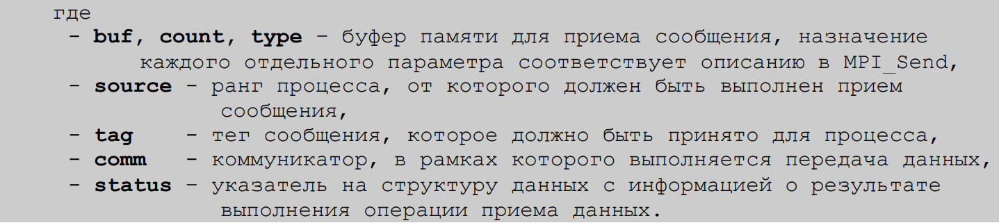 где
- buf, count, type – буфер памяти для приема сообщения, назначение
каждого отдельного параметра соответствует описанию в MPI_Send,
- source - ранг процесса, от которого должен быть выполнен прием
сообщения,
- tag - тег сообщения, которое должно быть принято для процесса,
- comm - коммуникатор, в рамках которого выполняется передача данных,
- status – указатель на структуру данных с информацией о результате
выполнения операции приема данных.